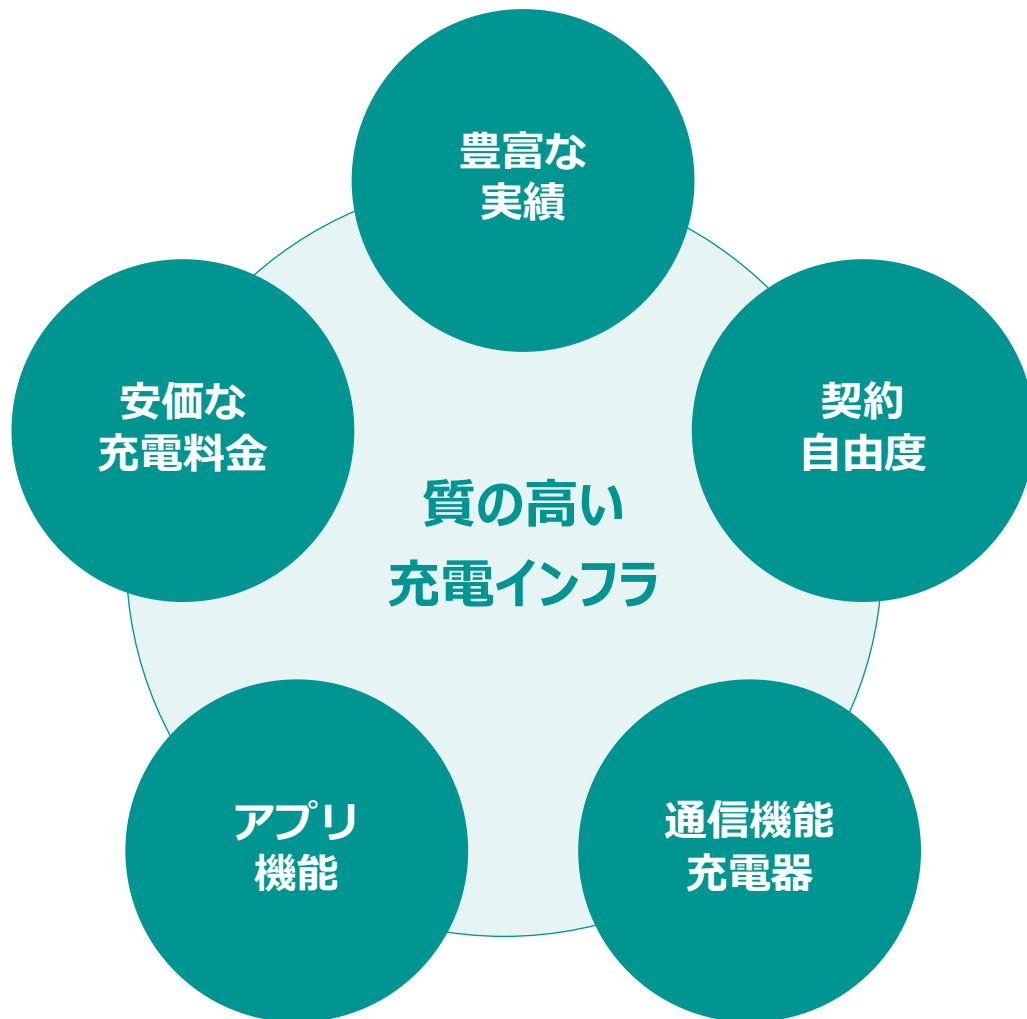 豊富な
実績
安価な
充電料金
契約
自由度
質の高い
充電インフラ
アプリ
機能
通信機能
充電器